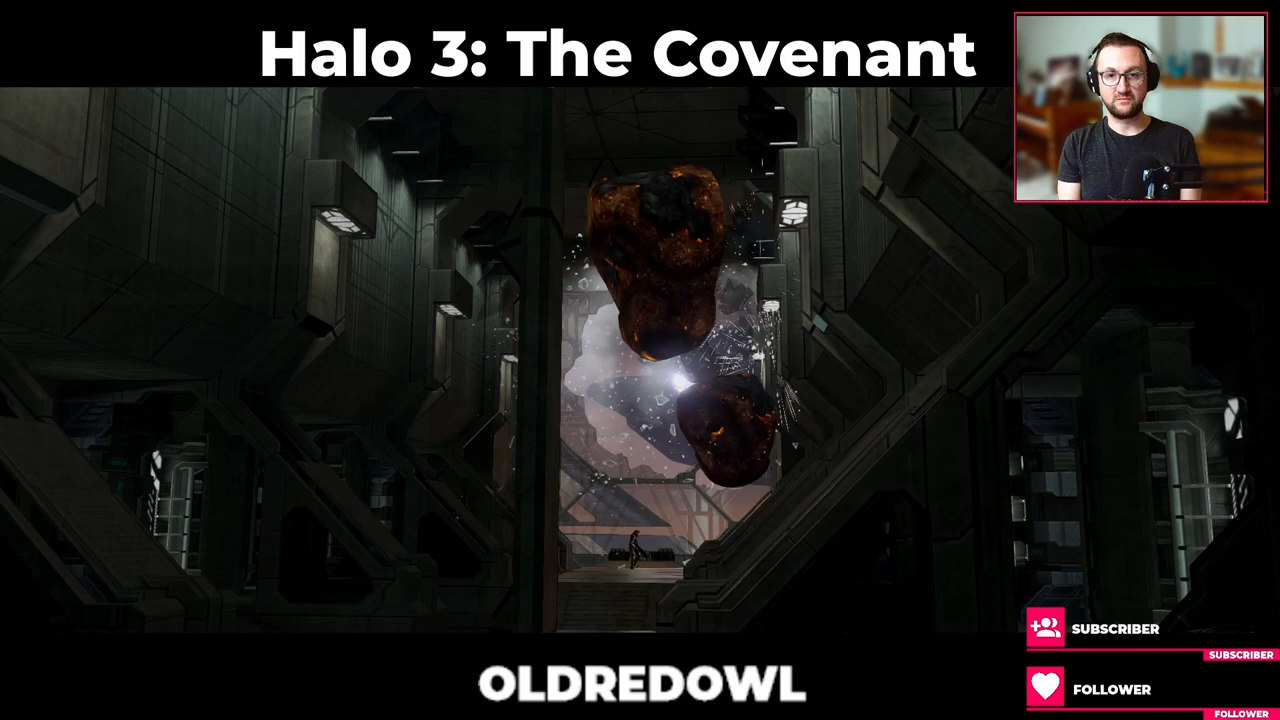 Halo 3: The Covenant
SUBSCRIBER
SUBSCRIBER
OLDREDOWL
FOLLOWER
FOLLOWER